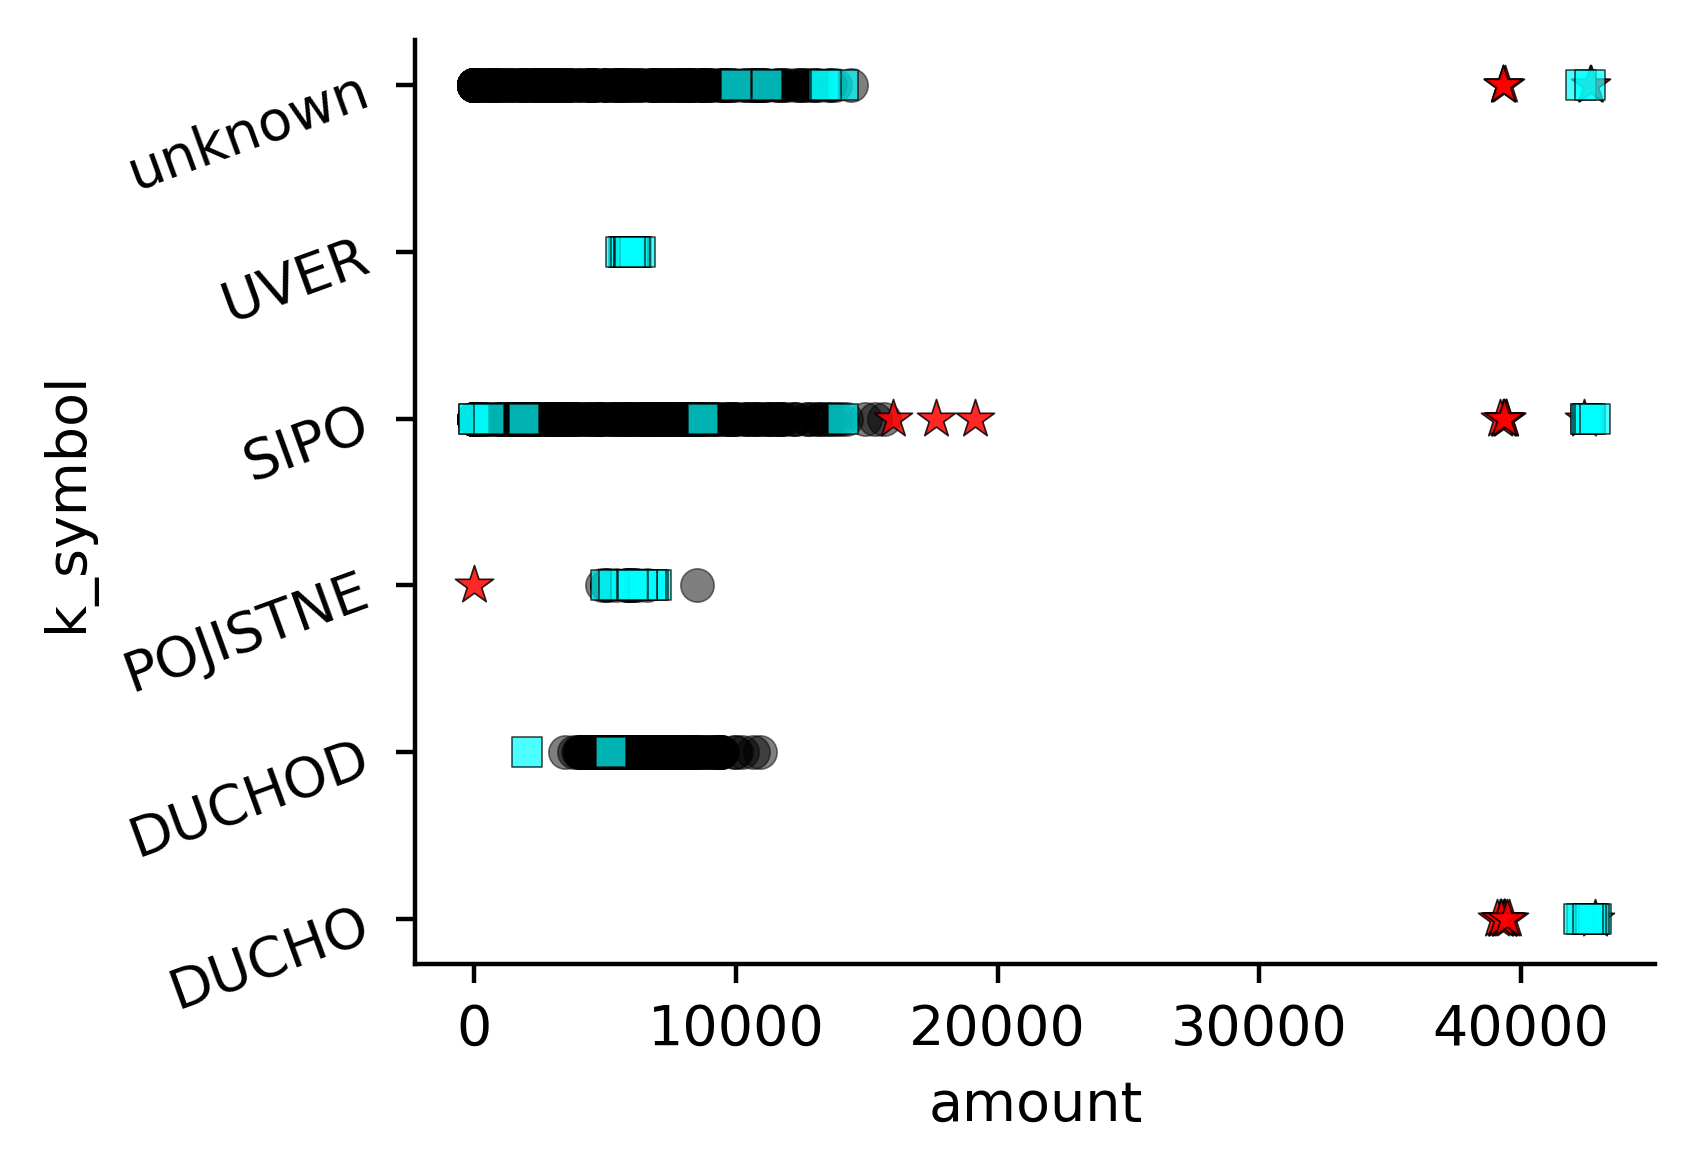 unknown
UVER
SIPO
POJISTNE
DUCHOD
DUCHO
k_symbol
0 10000 20000 30000 40000
amount